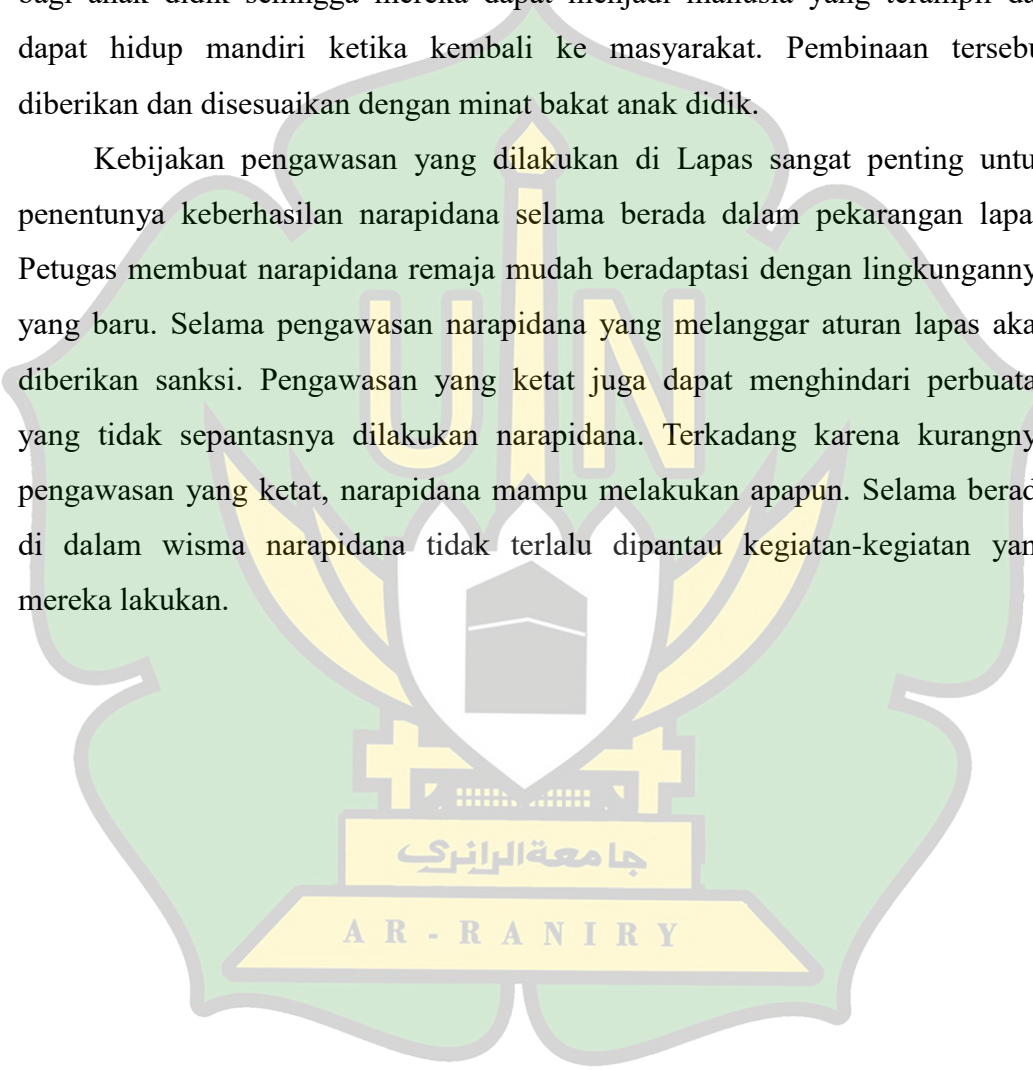 bagi anak didik sehingga mereka dapat menjadi manusia yang terampil da
dapat hidup mandiri ketika kembali ke masyarakat. Pembinaan tersebu
diberikan dan disesuaikan dengan minat bakat anak didik.
Kebijakan pengawasan yang dilakukan di Lapas sangat penting untu
penentunya keberhasilan narapidana selama berada dalam pekarangan lapa
Petugas membuat narapidana remaja mudah beradaptasi dengan lingkunganny
yang baru. Selama pengawasan narapidana yang melanggar aturan lapas aka
diberikan sanksi. Pengawasan yang ketat juga dapat menghindari perbuata
yang tidak sepantasnya dilakukan narapidana. Terkadang karena kurangny
pengawasan yang ketat, narapidana mampu melakukan apapun. Selama berad
di dalam wisma narapidana tidak terlalu dipantau kegiatan-kegiatan yan
mereka lakukan.
UIN
جامعةالرانري
AR-RANIRY